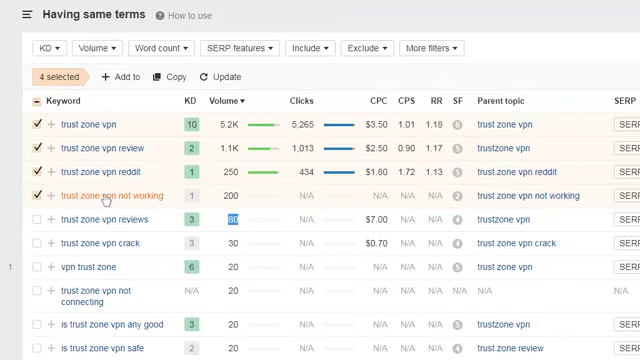 Having same terms ? How to use
KD Volume Word count SERP features Include Exclude More filters
4 selected Add to Copy Update
Keyword KD Volume Clicks CPC CPS RR SF Parent topic SERP
trust zone vpn 10 5.2K 5,265 $3.50 1.01 1.18 6 trust zone vpn SERP
trust zone vpn review 2 1.1K 1,013 $2.50 0.90 1.17 5 trustzone vpn SERP
trust zone vpn reddit 1 250 434 $1.80 1.72 1.13 5 trust zone vpn reddit SERP
trust zone vpn not working 1 200 N/A N/A N/A N/A 2 trust zone vpn not working SERP
trust zone vpn reviews 3 80 N/A $7.00 N/A N/A 4 trustzone vpn SERP
trust zone vpn crack 3 30 N/A $0.70 N/A N/A 4 trust zone vpn crack SERP
1 vpn trust zone 6 20 N/A N/A N/A N/A 5 trust zone vpn SERP
trust zone vpn not N/A 20 N/A N/A N/A N/A N/A N/A N/A
connecting
is trust zone vpn any good 3 20 N/A N/A N/A N/A 5 trustzone vpn SERP
is trust zone vpn safe 2 20 N/A N/A N/A N/A 4 trust.zone review SERP